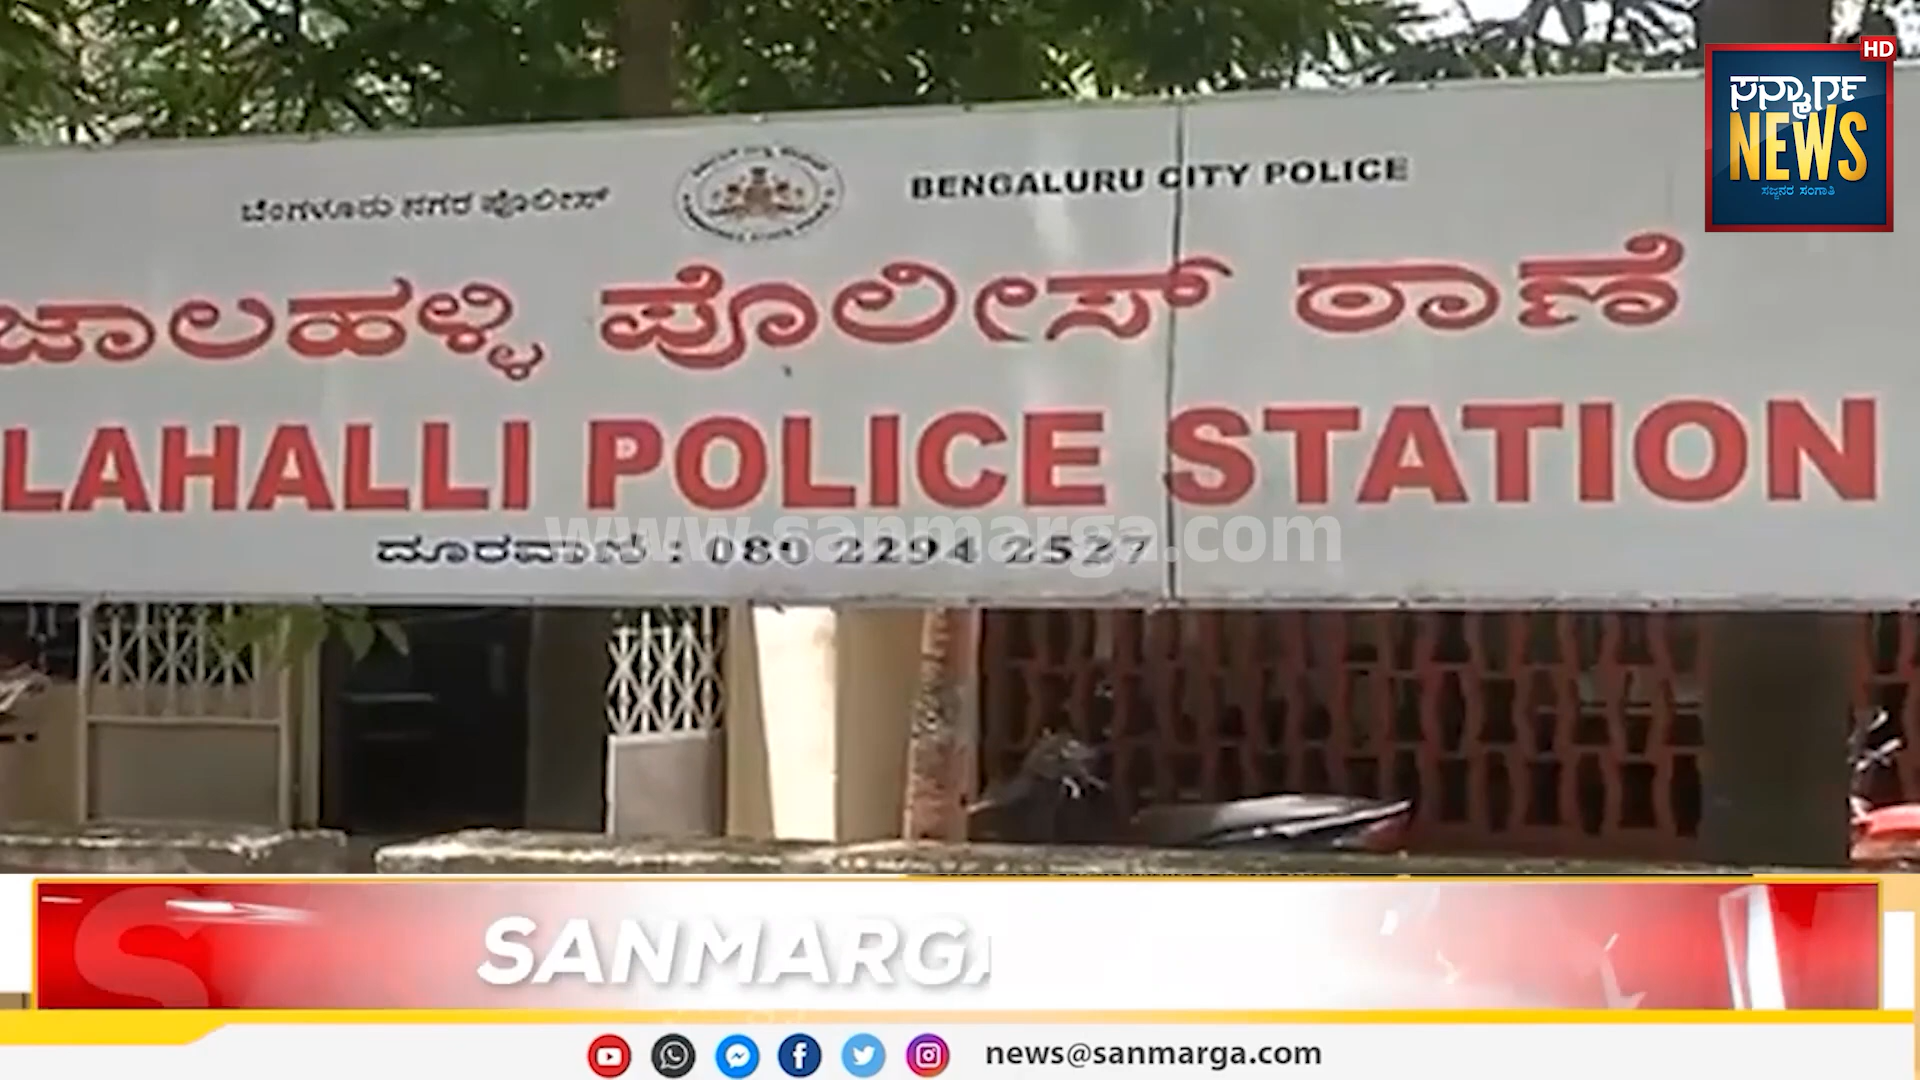 HD
ಸನ್ಮಾರ್ಗ
NEWS
ಸಜ್ಜನರ ಸಂಗಾತಿ
ಬೆಂಗಳೂರು ನಗರ ಪೊಲೀಸ್
BENGALURU CITY POLICE
ಜಾಲಹಳ್ಳಿ ಪೊಲೀಸ್ ಠಾಣೆ
LAHALLI POLICE STATION
www.sanmarga.com
ದೂರವಾಣಿ : 080 2294 2527
SANMARGA
news@sanmarga.com